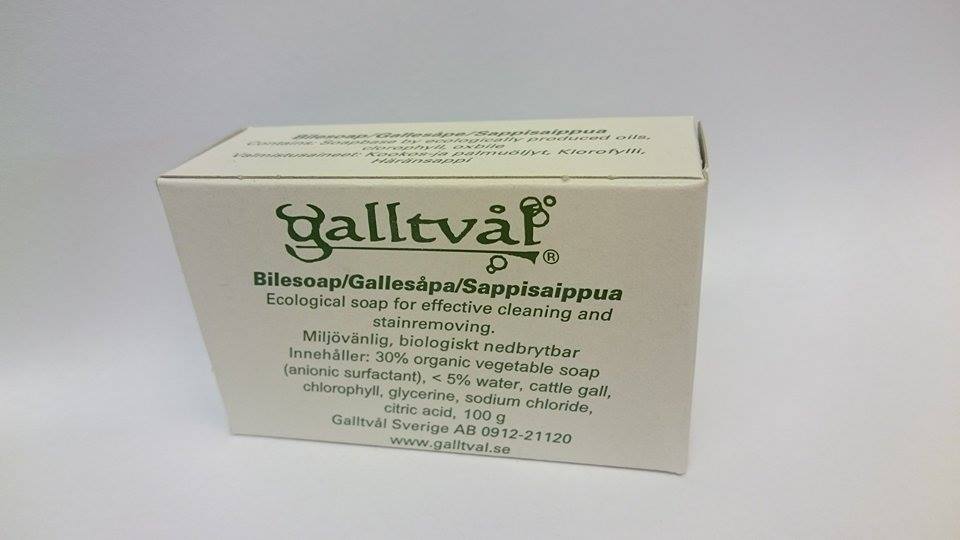 Bilesoap/Gallesåpe/Sappisaippua
Contains: Soapbase by ecologically produced oils,
clorophyll, oxbile
Valmistusaineet: Kookos-ja palmuöljyt, Klorofylli,
Häränsappi
galltvål®
Bilesoap/Gallesåpa/Sappisaippua
Ecological soap for effective cleaning and
stainremoving.
Miljövänlig, biologiskt nedbrytbar
Innehåller: 30% organic vegetable soap
(anionic surfactant), < 5% water, cattle gall,
chlorophyll, glycerine, sodium chloride,
citric acid, 100 g
Galltvål Sverige AB 0912-21120
www.galltval.se